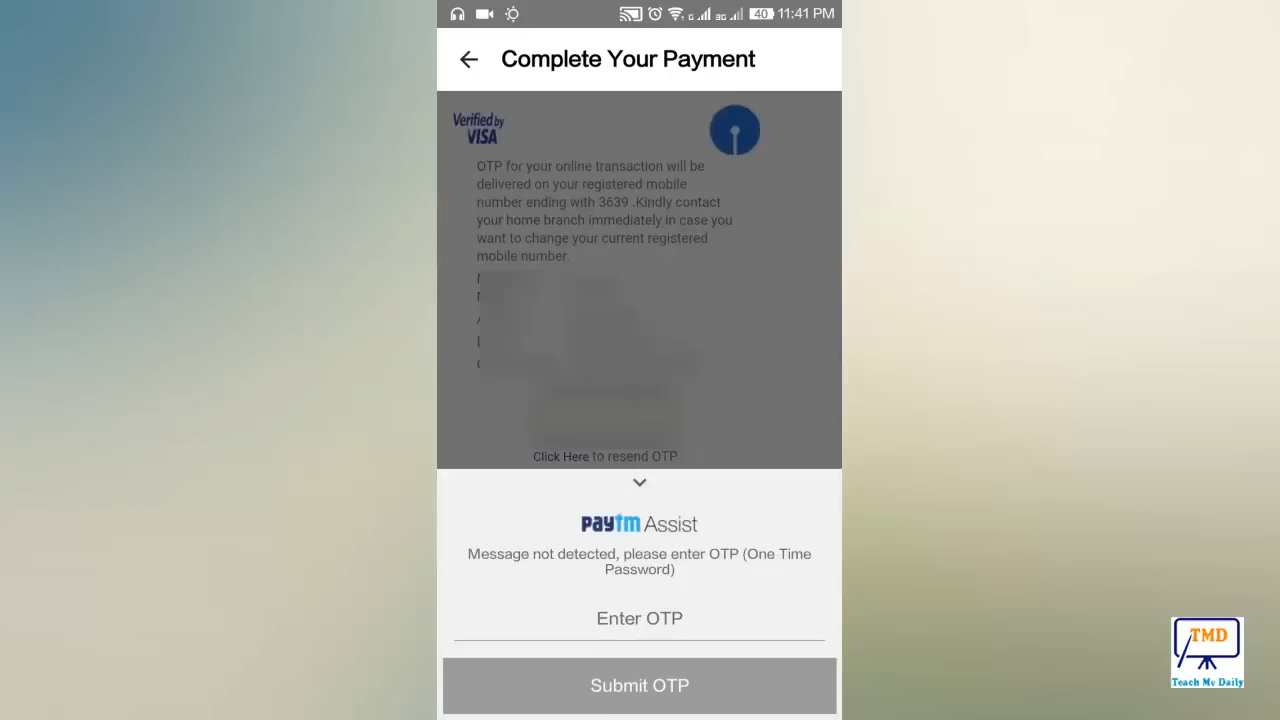 40 11:41 PM
Complete Your Payment
Verified by
VISA
OTP for your online transaction will be
delivered on your registered mobile
number ending with 3639 .Kindly contact
your home branch immediately in case you
want to change your current registered
mobile number.
Click Here to resend OTP
paytm Assist
Message not detected, please enter OTP (One Time
Password)
Enter OTP
Submit OTP
TMD
Teach Me Daily